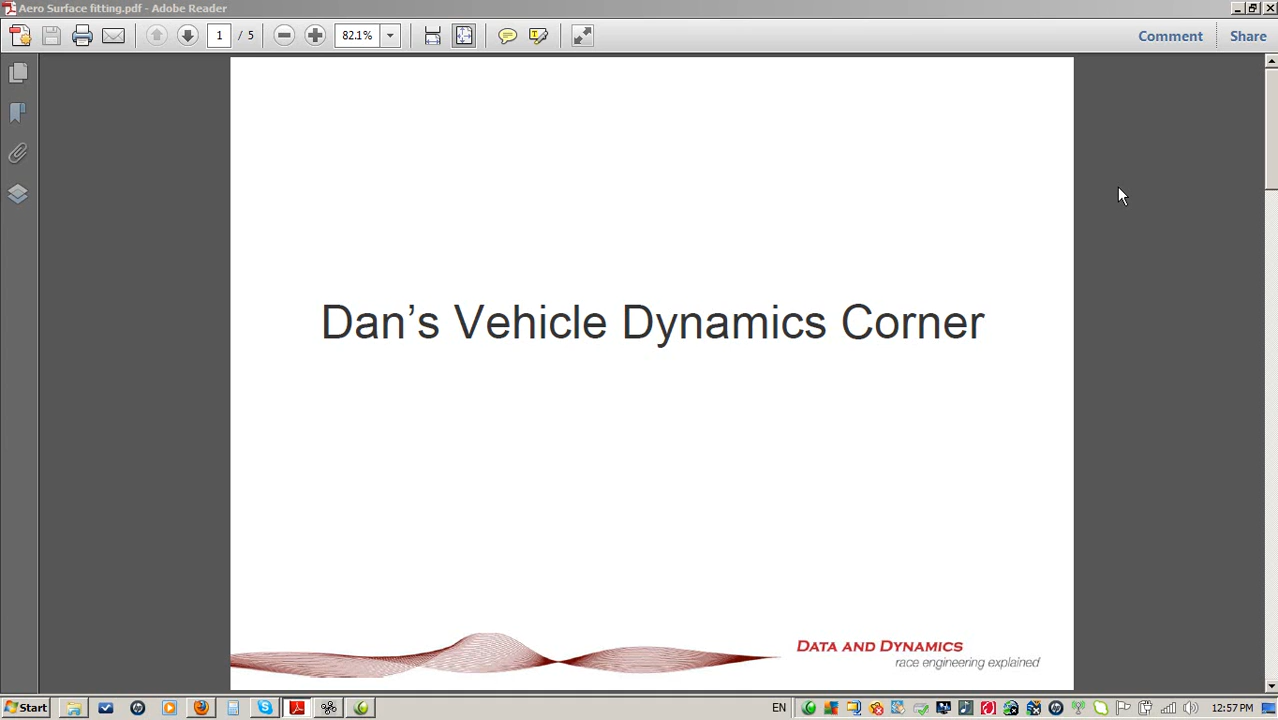 Aero Surface fitting.pdf - Adobe Reader
1 / 5 82.1% Comment Share
Dan's Vehicle Dynamics Corner
DATA AND DYNAMICS
race engineering explained
Start EN 12:57 PM